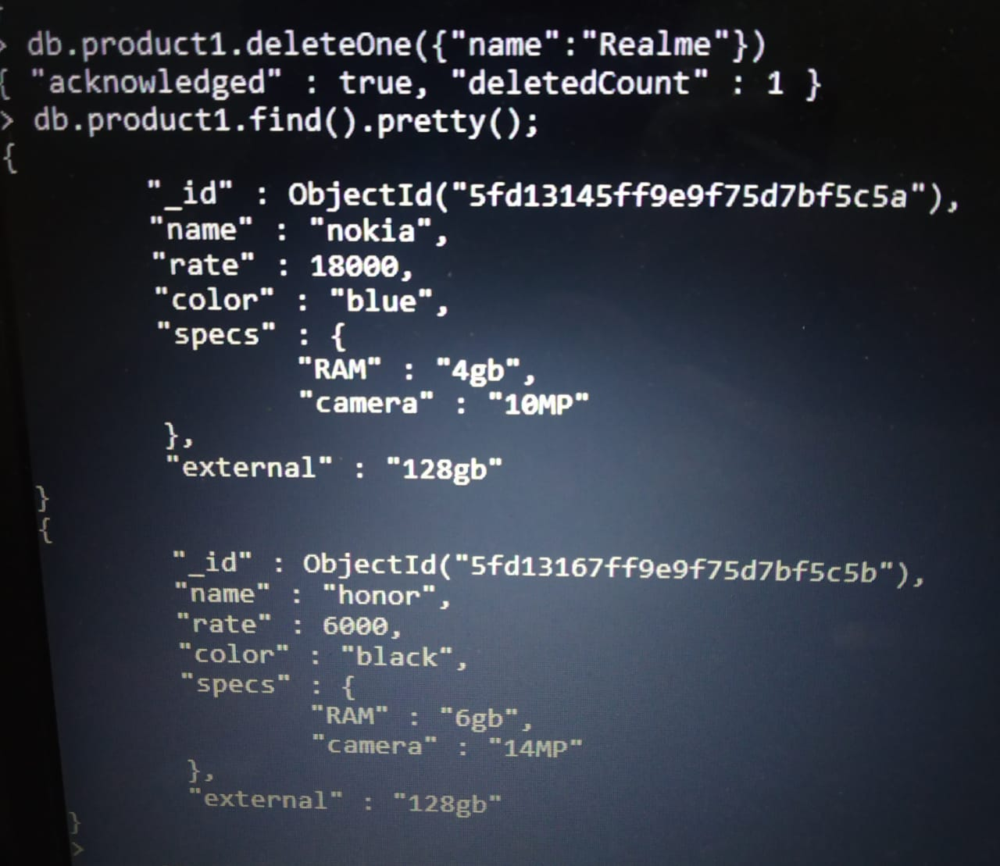 > db.product1.deleteOne({"name":"Realme"})
{ "acknowledged" : true, "deletedCount" : 1 }
> db.product1.find().pretty();
{
        "_id" : ObjectId("5fd13145ff9e9f75d7bf5c5a"),
        "name" : "nokia",
        "rate" : 18000,
        "color" : "blue",
        "specs" : {
                "RAM" : "4gb",
                "camera" : "10MP"
        },
        "external" : "128gb"
}
{
        "_id" : ObjectId("5fd13167ff9e9f75d7bf5c5b"),
        "name" : "honor",
        "rate" : 6000,
        "color" : "black",
        "specs" : {
                "RAM" : "6gb",
                "camera" : "14MP"
        },
        "external" : "128gb"
}
>